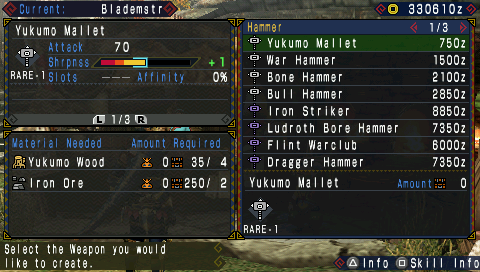 Current: Blademstr
330610z
Yukumo Mallet
Attack 70
Shrpnss +1
RARE-1 Slots --- Affinity 0%
L 1/3 R
Material Needed Amount Required
Yukumo Wood 0 35/ 4
Iron Ore 0 250/ 2
Hammer
1/3
Yukumo Mallet 750z
War Hammer 1500z
Bone Hammer 2100z
Bull Hammer 2850z
Iron Striker 8850z
Ludroth Bore Hammer 7350z
Flint Warclub 6000z
Dragger Hammer 7350z
Yukumo Mallet Amount 0
RARE-1
Select the Weapon you would
like to create.
Info Skill Info